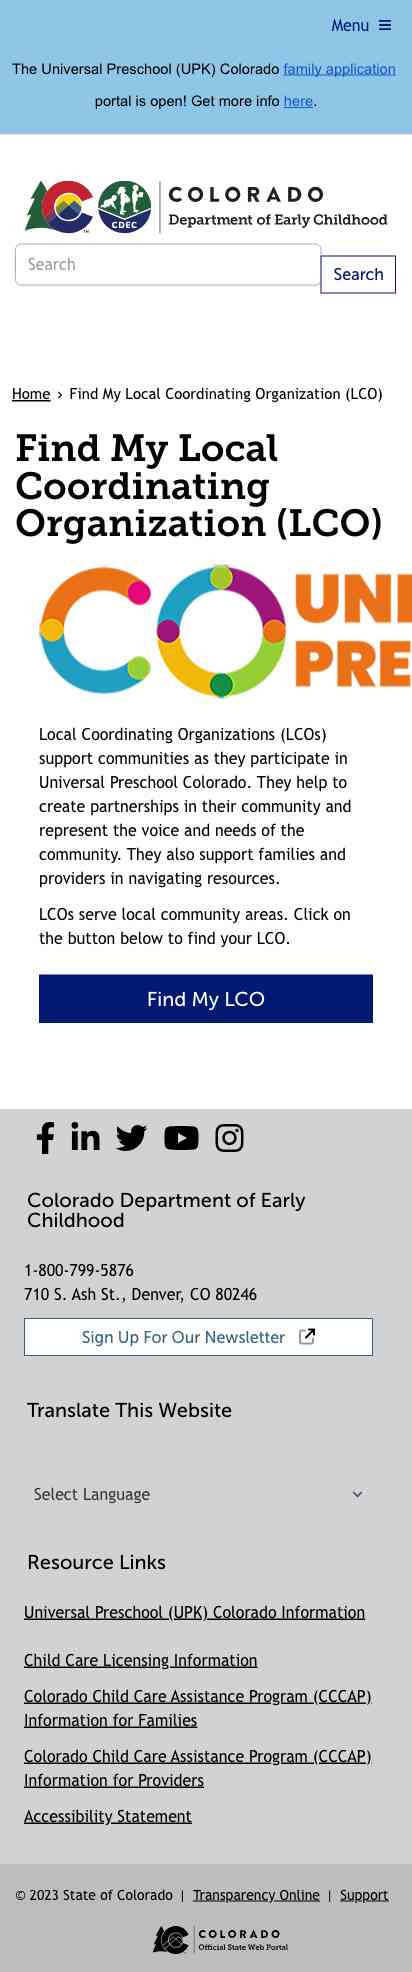 Menu
The Universal Preschool (UPK) Colorado family application
portal is open! Get more info here.
COLORADO
Department of Early Childhood
CDEC
TM
Search
Search
Home › Find My Local Coordinating Organization (LCO)
Find My Local
Coordinating
Organization (LCO)
CO UNI
PRE
Local Coordinating Organizations (LCOs)
support communities as they participate in
Universal Preschool Colorado. They help to
create partnerships in their community and
represent the voice and needs of the
community. They also support families and
providers in navigating resources.
LCOs serve local community areas. Click on
the button below to find your LCO.
Find My LCO
Colorado Department of Early
Childhood
1-800-799-5876
710 S. Ash St., Denver, CO 80246
Sign Up For Our Newsletter
Translate This Website
Select Language
Resource Links
Universal Preschool (UPK) Colorado Information
Child Care Licensing Information
Colorado Child Care Assistance Program (CCCAP)
Information for Families
Colorado Child Care Assistance Program (CCCAP)
Information for Providers
Accessibility Statement
© 2023 State of Colorado | Transparency Online | Support
COLORADO
Official State Web Portal